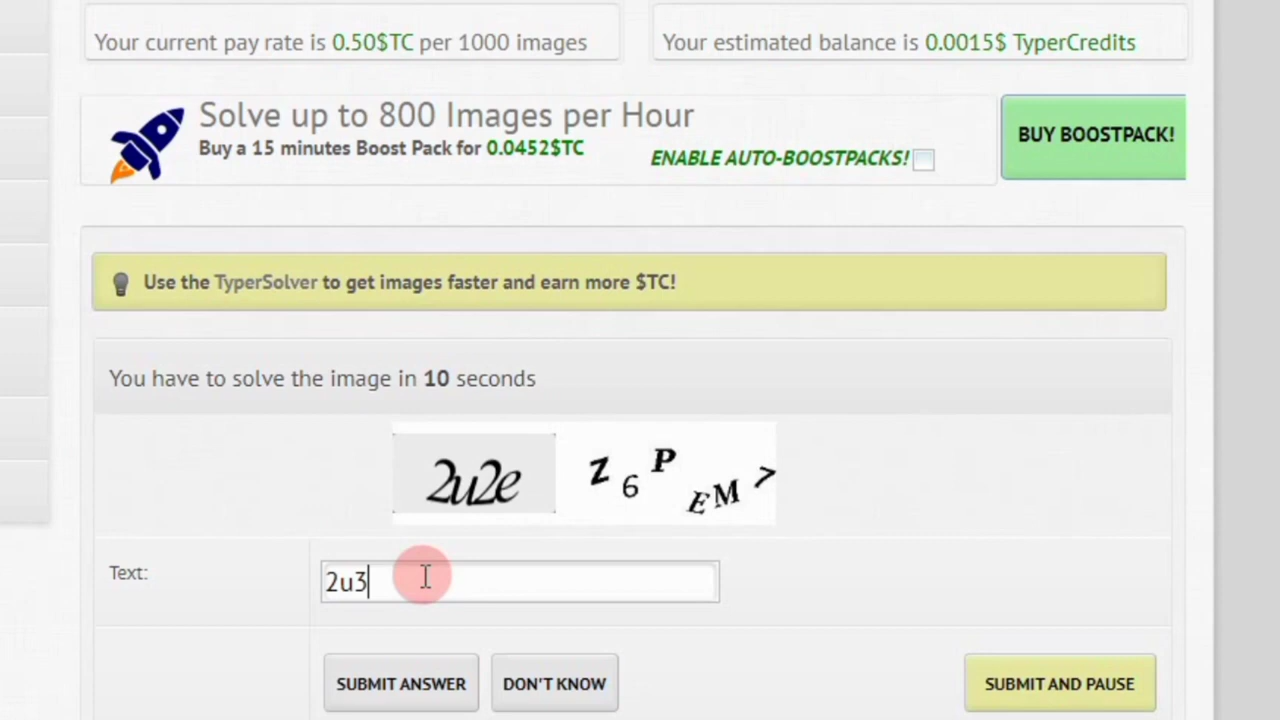 Your current pay rate is 0.50$TC per 1000 images
Your estimated balance is 0.0015$ TyperCredits
Solve up to 800 Images per Hour
Buy a 15 minutes Boost Pack for 0.0452$TC
ENABLE AUTO-BOOSTPACKS!
BUY BOOSTPACK!
Use the TyperSolver to get images faster and earn more $TC!
You have to solve the image in 10 seconds
2u2e
Z6PEM>
Text:
2u3
SUBMIT ANSWER
DON'T KNOW
SUBMIT AND PAUSE